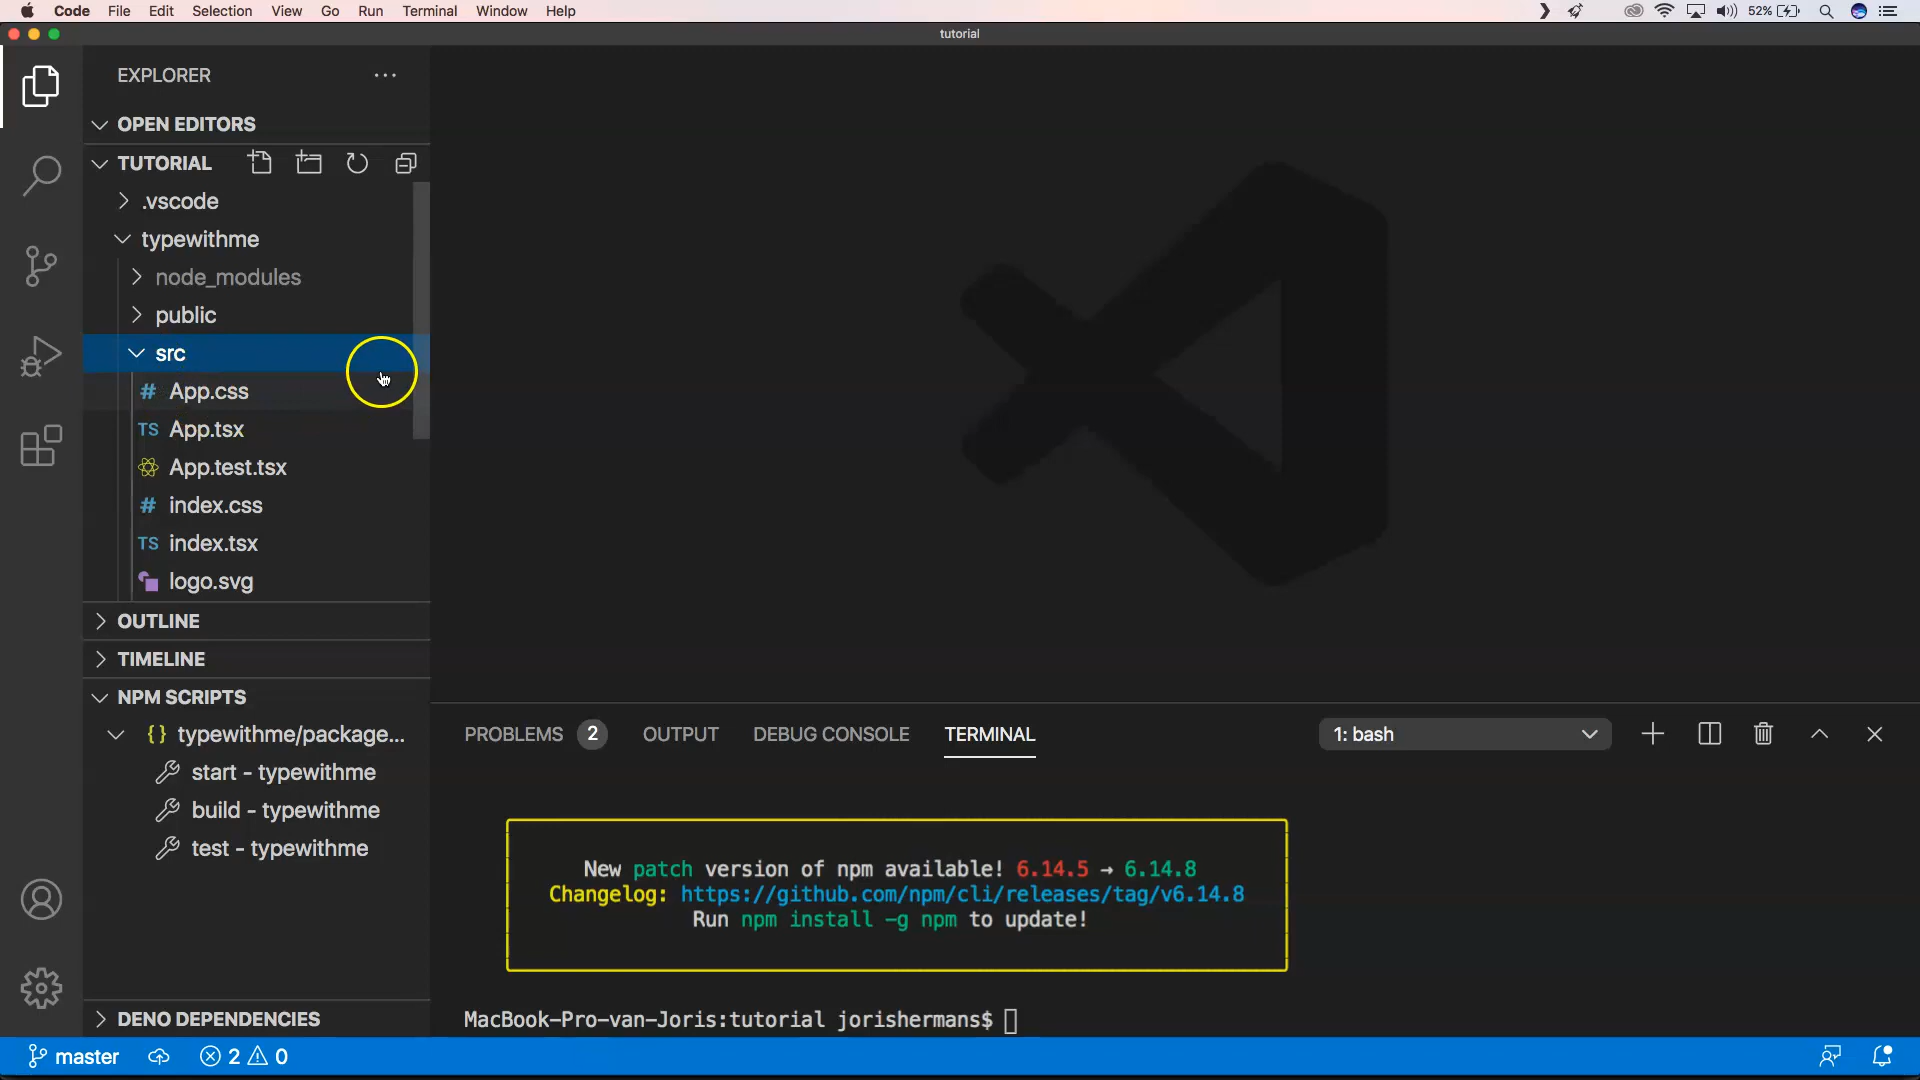 Code File Edit Selection View Go Run Terminal Window Help 52%
tutorial
EXPLORER
OPEN EDITORS
TUTORIAL
.vscode
typewithme
node_modules
public
src
# App.css
TS App.tsx
App.test.tsx
# index.css
TS index.tsx
logo.svg
OUTLINE
TIMELINE
NPM SCRIPTS
{} typewithme/package...
start - typewithme
build - typewithme
test - typewithme
DENO DEPENDENCIES
PROBLEMS 2 OUTPUT DEBUG CONSOLE TERMINAL 1: bash
New patch version of npm available! 6.14.5 → 6.14.8
Changelog: https://github.com/npm/cli/releases/tag/v6.14.8
Run npm install -g npm to update!
MacBook-Pro-van-Joris:tutorial jorishermans$
master 2 0